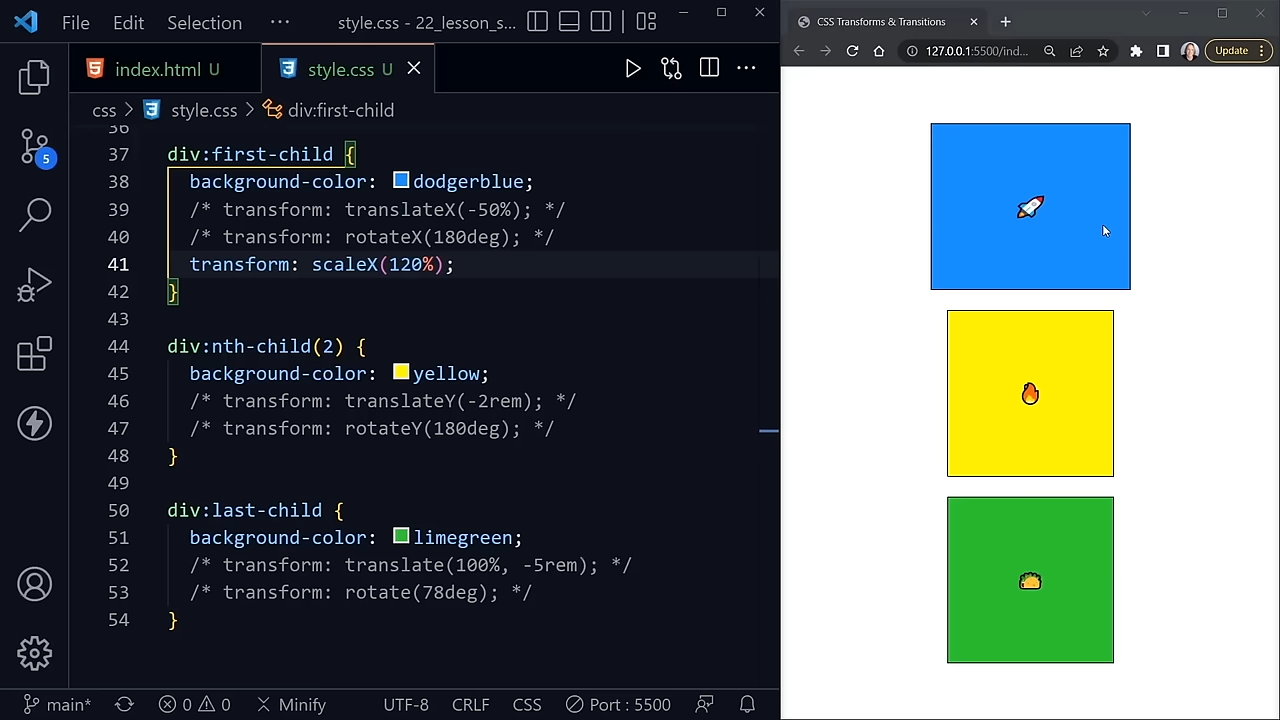 File Edit Selection ··· style.css - 22_lesson_s...
index.html U style.css U
css > style.css > div:first-child
36
37 div:first-child {
38 background-color: dodgerblue;
39 /* transform: translateX(-50%); */
40 /* transform: rotateX(180deg); */
41 transform: scaleX(120%);
42 }
43
44 div:nth-child(2) {
45 background-color: yellow;
46 /* transform: translateY(-2rem); */
47 /* transform: rotateY(180deg); */
48 }
49
50 div:last-child {
51 background-color: limegreen;
52 /* transform: translate(100%, -5rem); */
53 /* transform: rotate(78deg); */
54 }
5
main* 0 0 Minify UTF-8 CRLF CSS Port : 5500
CSS Transforms & Transitions
127.0.0.1:5500/ind... Update